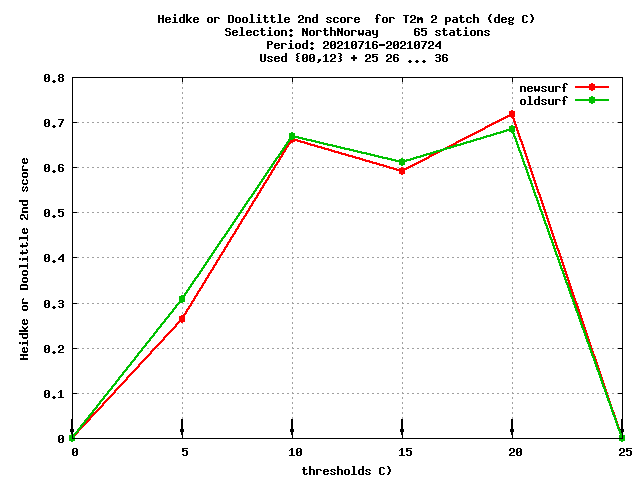 Heidke or Doolittle 2nd score  for T2m 2 patch (deg C)
Selection: NorthNorway     65 stations
Period: 20210716-20210724
Used {00,12} + 25 26 ... 36
newsurf
oldsurf
0.8
0.7
0.6
0.5
0.4
0.3
0.2
0.1
0
Heidke or Doolittle 2nd score
0 5 10 15 20 25
thresholds C)